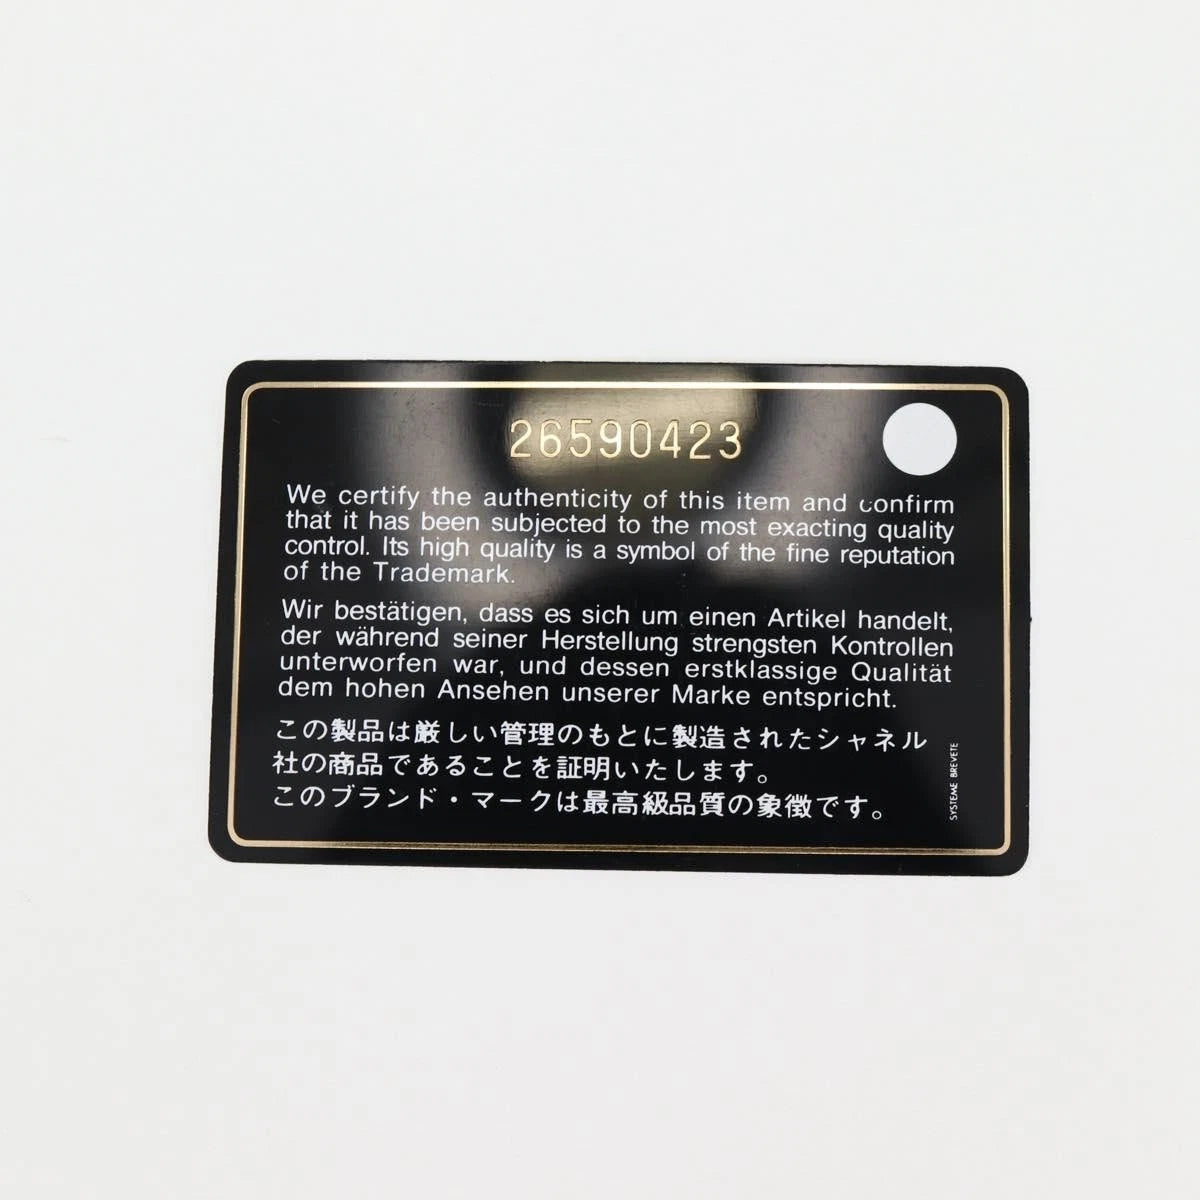 26590423
We certify the authenticity of this item and confirm
that it has been subjected to the most exacting quality
control. Its high quality is a symbol of the fine reputation
of the Trademark.
Wir bestätigen, dass es sich um einen Artikel handelt,
der während seiner Herstellung strengsten Kontrollen
unterworfen war, und dessen erstklassige Qualität
dem hohen Ansehen unserer Marke entspricht.
この製品は厳しい管理のもとに製造されたシャネル
社の商品であることを証明いたします。
このブランド・マークは最高級品質の象徴です。
SYSTEME BREVETE